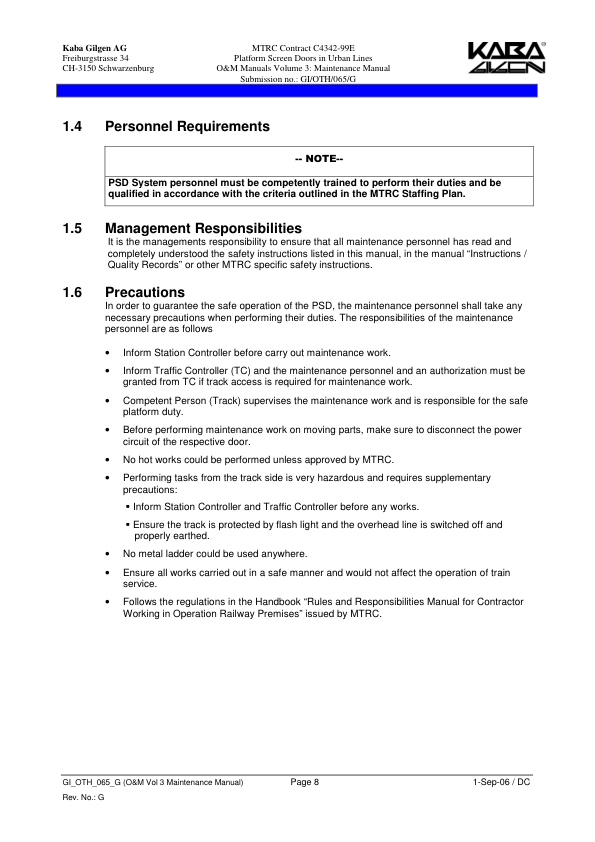 Kaba Gilgen AG
Freiburgstrasse 34
CH-3150 Schwarzenburg
MTRC Contract C4342-99E
Platform Screen Doors in Urban Lines
O&M Manuals Volume 3: Maintenance Manual
Submission no.: GI/OTH/065/G
KABA®
GILGEN
1.4 Personnel Requirements
-- NOTE--
PSD System personnel must be competently trained to perform their duties and be
qualified in accordance with the criteria outlined in the MTRC Staffing Plan.
1.5 Management Responsibilities
It is the managements responsibility to ensure that all maintenance personnel has read and
completely understood the safety instructions listed in this manual, in the manual “Instructions /
Quality Records” or other MTRC specific safety instructions.
1.6 Precautions
In order to guarantee the safe operation of the PSD, the maintenance personnel shall take any
necessary precautions when performing their duties. The responsibilities of the maintenance
personnel are as follows
• Inform Station Controller before carry out maintenance work.
• Inform Traffic Controller (TC) and the maintenance personnel and an authorization must be
granted from TC if track access is required for maintenance work.
• Competent Person (Track) supervises the maintenance work and is responsible for the safe
platform duty.
• Before performing maintenance work on moving parts, make sure to disconnect the power
circuit of the respective door.
• No hot works could be performed unless approved by MTRC.
• Performing tasks from the track side is very hazardous and requires supplementary
precautions:
▪ Inform Station Controller and Traffic Controller before any works.
▪ Ensure the track is protected by flash light and the overhead line is switched off and
properly earthed.
• No metal ladder could be used anywhere.
• Ensure all works carried out in a safe manner and would not affect the operation of train
service.
• Follows the regulations in the Handbook “Rules and Responsibilities Manual for Contractor
Working in Operation Railway Premises” issued by MTRC.
GI_OTH_065_G (O&M Vol 3 Maintenance Manual) Page 8 1-Sep-06 / DC
Rev. No.: G